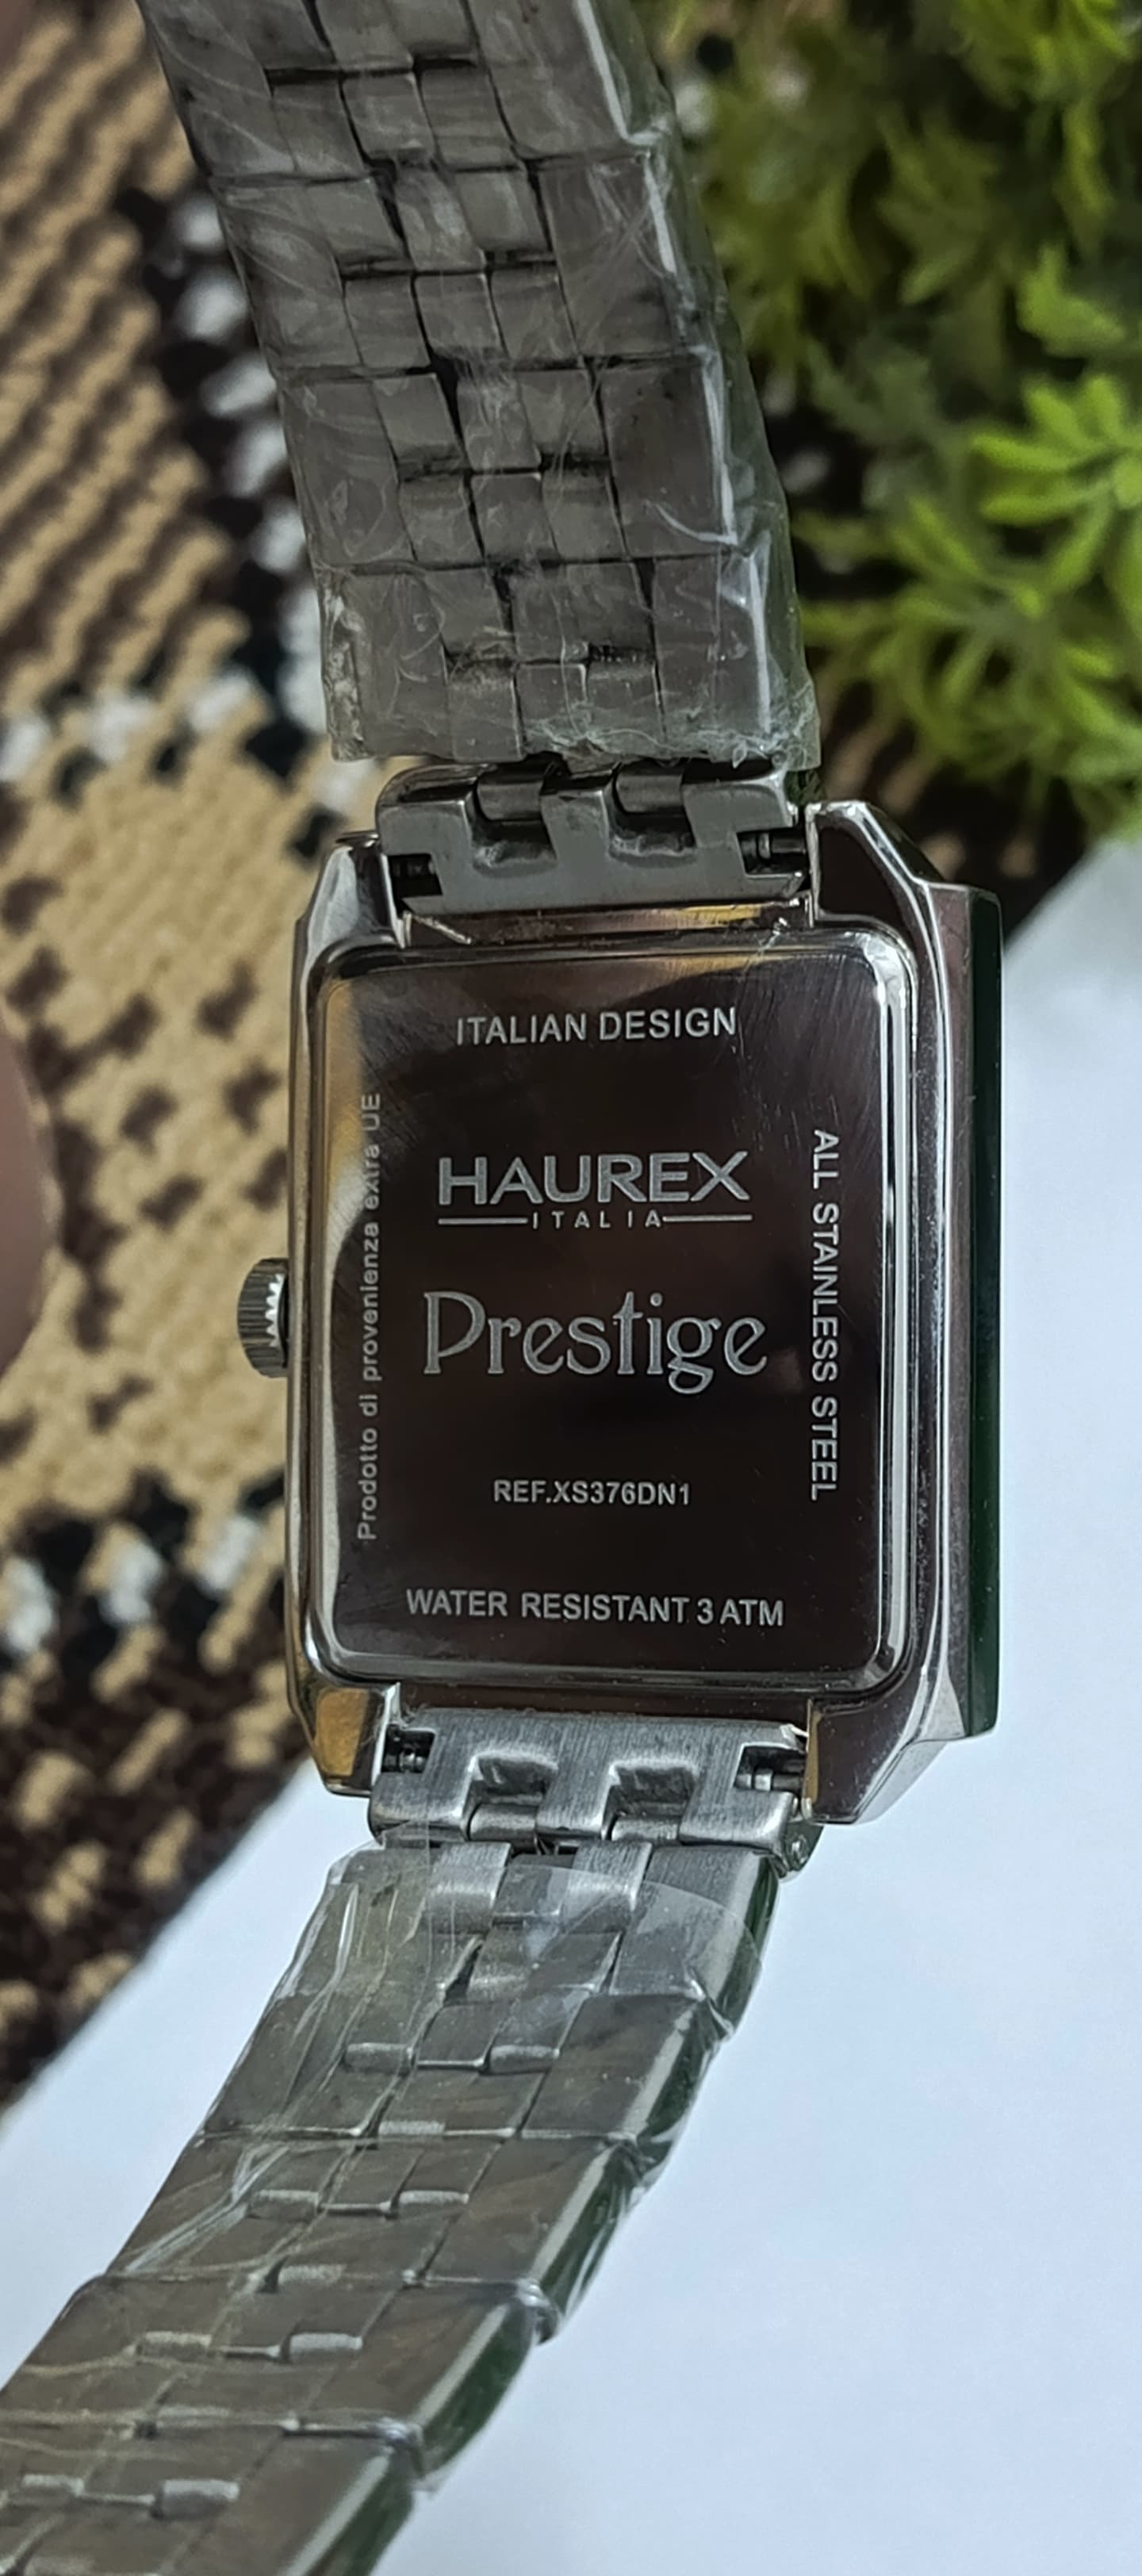 ITALIAN DESIGN
HAUREX
ITALIA
Prestige
REF.XS376DN1
WATER RESISTANT 3 ATM
Prodotto di provenienza extra UE
ALL STAINLESS STEEL